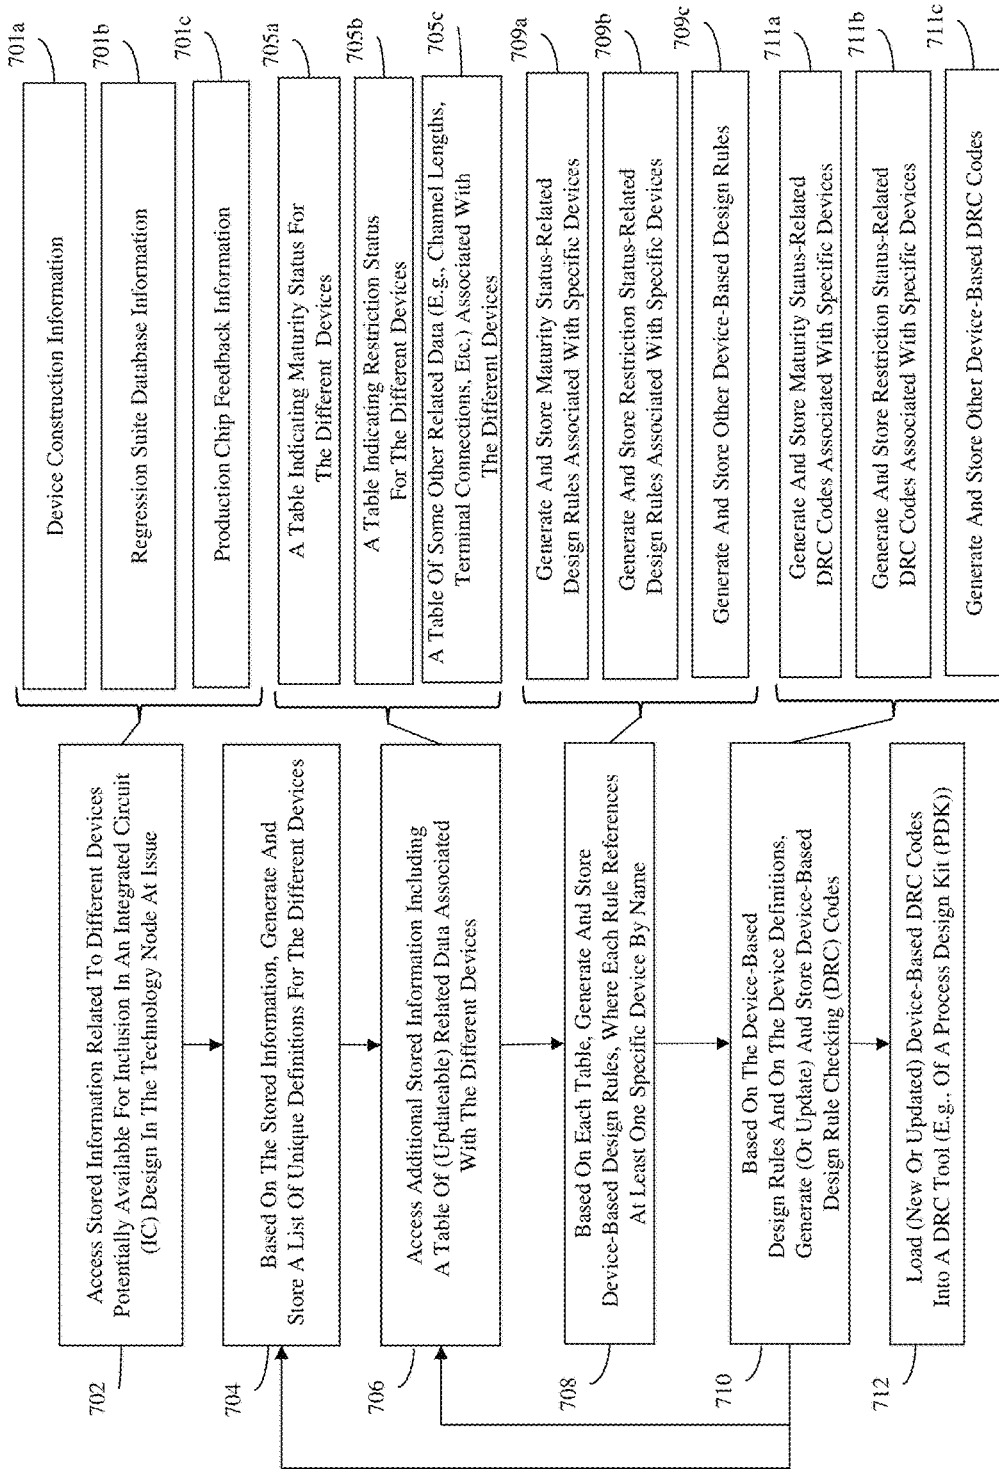 702
Access Stored Information Related To Different Devices
Potentially Available For Inclusion In An Integrated Circuit
(IC) Design In The Technology Node At Issue
704
Based On The Stored Information, Generate And
Store A List Of Unique Definitions For The Different Devices
706
Access Additional Stored Information Including
A Table Of (Updateable) Related Data Associated
With The Different Devices
708
Based On Each Table, Generate And Store
Device-Based Design Rules, Where Each Rule References
At Least One Specific Device By Name
710
Based On The Device-Based
Design Rules And On The Device Definitions,
Generate (Or Update) And Store Device-Based
Design Rule Checking (DRC) Codes
712
Load (New Or Updated) Device-Based DRC Codes
Into A DRC Tool (E.g., Of A Process Design Kit (PDK))
Device Construction Information
701a
Regression Suite Database Information
701b
Production Chip Feedback Information
701c
A Table Indicating Maturity Status For
The Different Devices
705a
A Table Indicating Restriction Status
For The Different Devices
705b
A Table Of Some Other Related Data (E.g., Channel Lengths,
Terminal Connections, Etc.) Associated With
The Different Devices
705c
Generate And Store Maturity Status-Related
Design Rules Associated With Specific Devices
709a
Generate And Store Restriction Status-Related
Design Rules Associated With Specific Devices
709b
Generate And Store Other Device-Based Design Rules
709c
Generate And Store Maturity Status-Related
DRC Codes Associated With Specific Devices
711a
Generate And Store Restriction Status-Related
DRC Codes Associated With Specific Devices
711b
Generate And Store Other Device-Based DRC Codes
711c